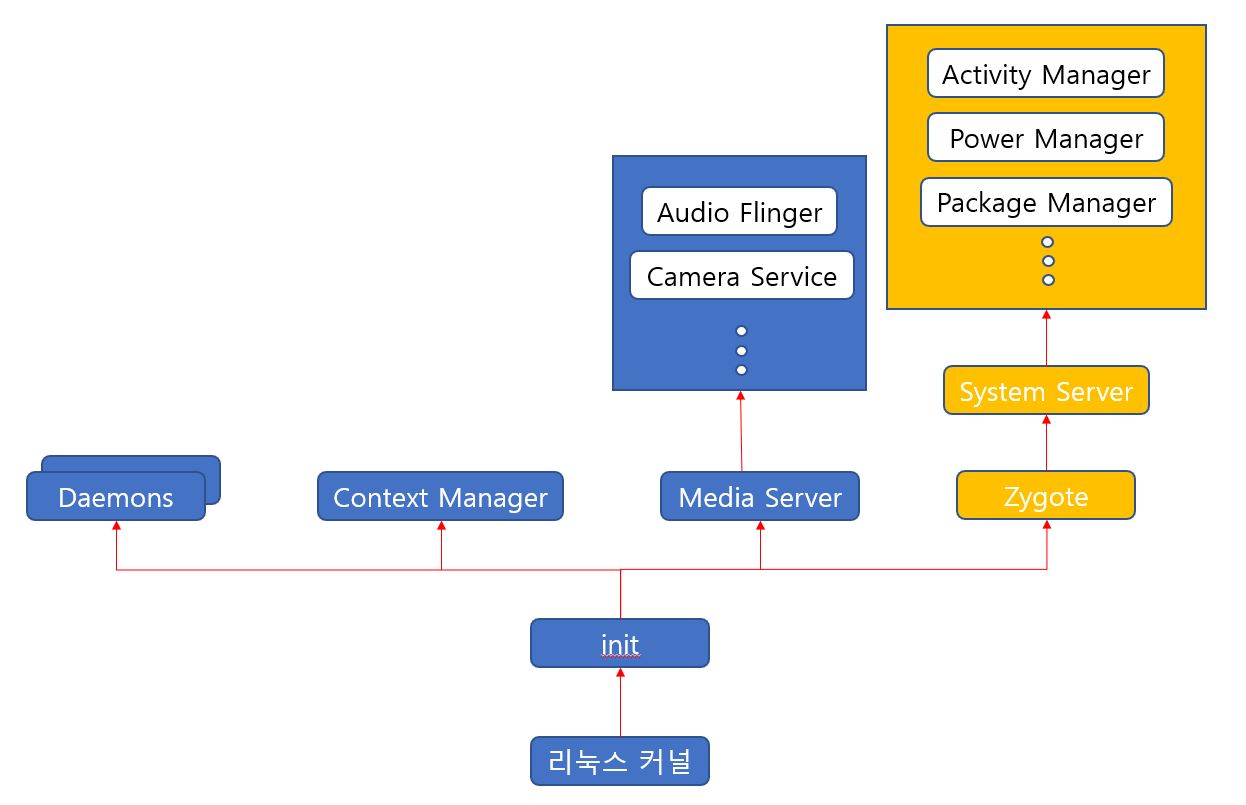 Activity Manager
Power Manager
Package Manager
Audio Flinger
Camera Service
System Server
Daemons
Context Manager
Media Server
Zygote
init
리눅스 커널